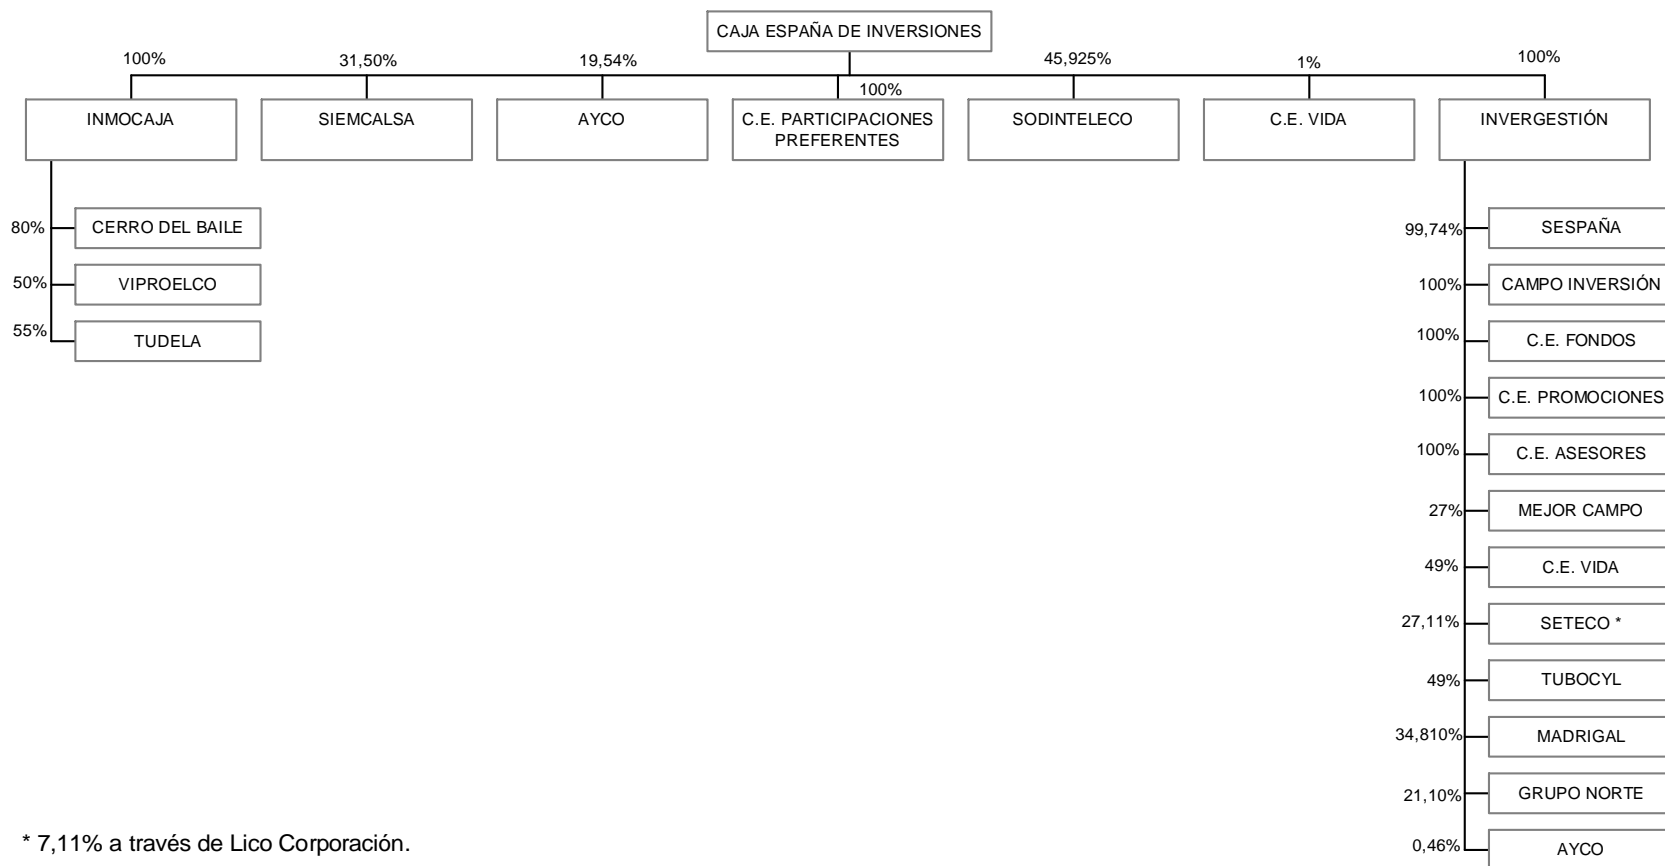 CAJA ESPAÑA DE INVERSIONES
100%
31,50%
19,54%
100%
45,925%
1%
100%
INMOCAJA
SIEMCALSA
AYCO
C.E. PARTICIPACIONES
PREFERENTES
SODINTELECO
C.E. VIDA
INVERGESTIÓN
80%
CERRO DEL BAILE
50%
VIPROELCO
55%
TUDELA
99,74%
SESPAÑA
100%
CAMPO INVERSIÓN
100%
C.E. FONDOS
100%
C.E. PROMOCIONES
100%
C.E. ASESORES
27%
MEJOR CAMPO
49%
C.E. VIDA
27,11%
SETECO *
49%
TUBOCYL
34,810%
MADRIGAL
21,10%
GRUPO NORTE
0,46%
AYCO
* 7,11% a través de Lico Corporación.